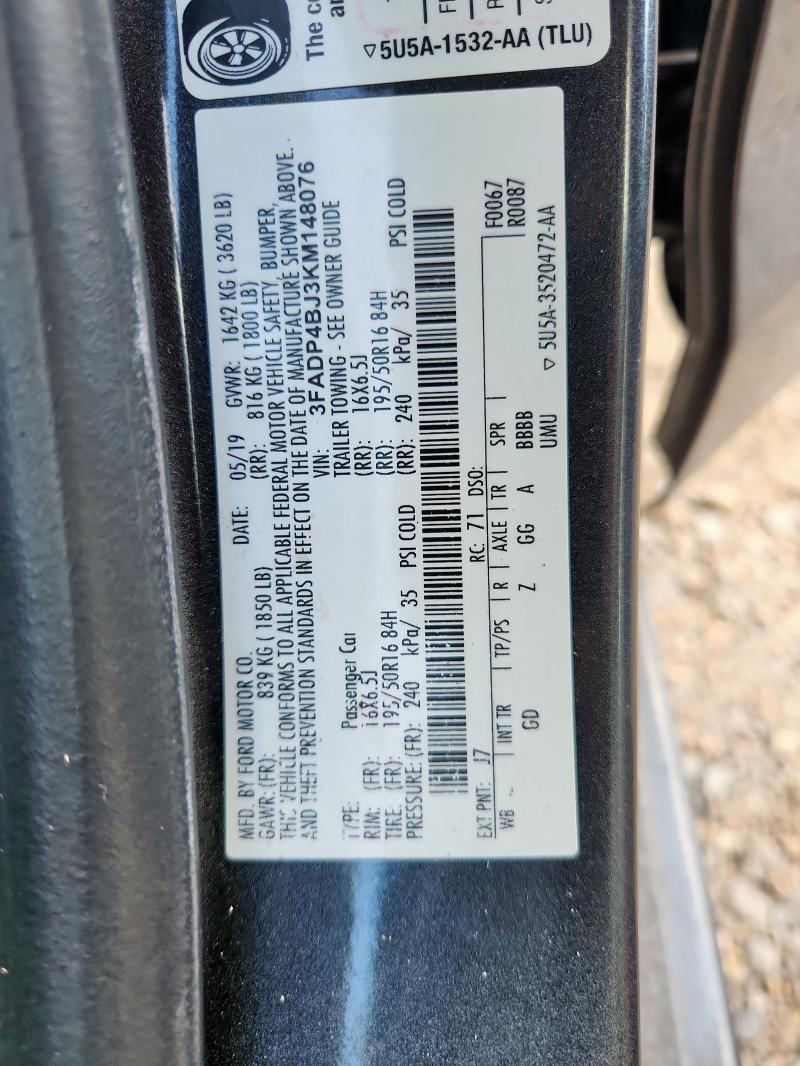 The co
an
▽5U5A-1532-AA (TLU)
MFD. BY FORD MOTOR CO. DATE: 05/19 GVWR: 1642 KG ( 3620 LB)
GAWR: (FR): 839 KG ( 1850 LB) (RR): 816 KG ( 1800 LB)
THIS VEHICLE CONFORMS TO ALL APPLICABLE FEDERAL MOTOR VEHICLE SAFETY, BUMPER,
AND THEFT PREVENTION STANDARDS IN EFFECT ON THE DATE OF MANUFACTURE SHOWN ABOVE.
VIN: 3FADP4BJ3KM148076
TYPE: Passenger Car TRAILER TOWING - SEE OWNER GUIDE
RIM: (FR): 16X6.5J (RR): 16X6.5J
TIRE: (FR): 195/50R16 84H (RR): 195/50R16 84H
PRESSURE: (FR): 240 kPa/ 35 PSI COLD (RR): 240 kPa/ 35 PSI COLD
EXT PNT: J7 RC: 71 DSO: F0067
WB INT TR TP/PS R AXLE TR SPR R0087
GD Z GG A BBBB
UMU ▽ 5U5A-3520472-AA